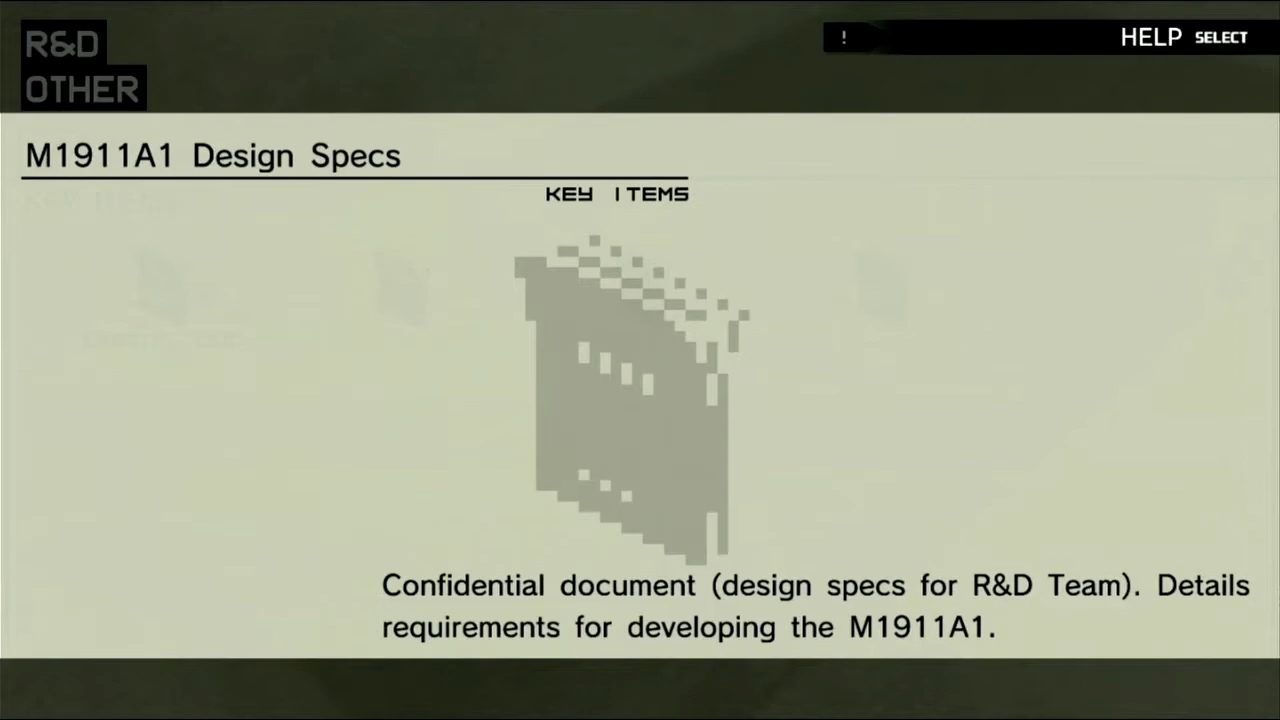 R&D
OTHER
! HELP SELECT
M1911A1 Design Specs
KEY ITEMS
Confidential document (design specs for R&D Team). Details
requirements for developing the M1911A1.